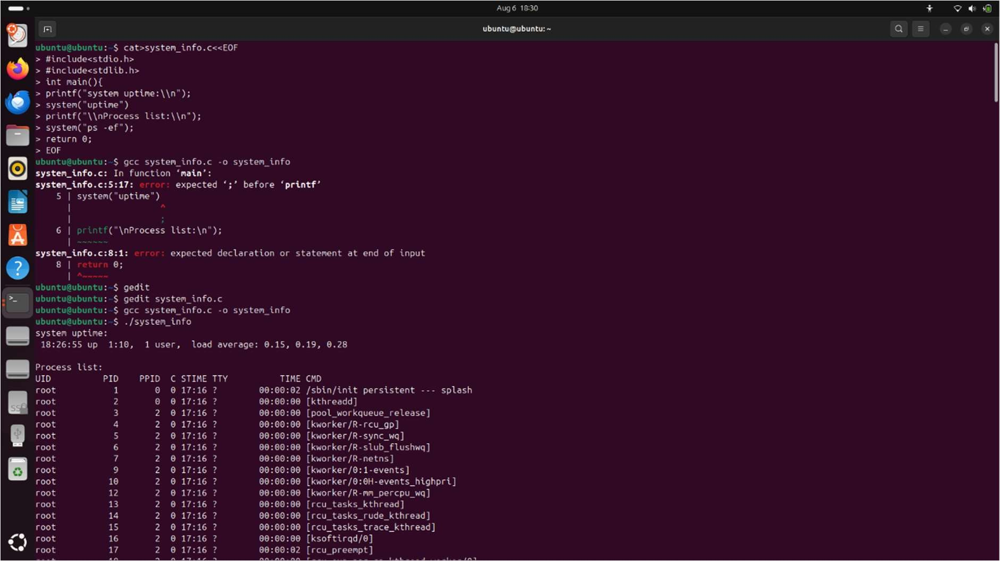 Aug 6 18:30
ubuntu@ubuntu: ~
ubuntu@ubuntu:~$ cat>system_info.c<<EOF
> #include<stdio.h>
> #include<stdlib.h>
> int main(){
> printf("system uptime:\\n");
> system("uptime")
> printf("\\nProcess list:\\n");
> system("ps -ef");
> return 0;
> EOF
ubuntu@ubuntu:~$ gcc system_info.c -o system_info
system_info.c: In function ‘main’:
system_info.c:5:17: error: expected ‘;’ before ‘printf’
    5 | system("uptime")
      |                 ^
      |                 ;
    6 | printf("\nProcess list:\n");
      | ~~~~~~
system_info.c:8:1: error: expected declaration or statement at end of input
    8 | return 0;
      | ^~~~~~
ubuntu@ubuntu:~$ gedit
ubuntu@ubuntu:~$ gedit system_info.c
ubuntu@ubuntu:~$ gcc system_info.c -o system_info
ubuntu@ubuntu:~$ ./system_info
system uptime:
 18:26:55 up  1:10,  1 user,  load average: 0.15, 0.19, 0.28

Process list:
UID          PID    PPID  C STIME TTY          TIME CMD
root           1       0  0 17:16 ?        00:00:02 /sbin/init persistent --- splash
root           2       0  0 17:16 ?        00:00:00 [kthreadd]
root           3       2  0 17:16 ?        00:00:00 [pool_workqueue_release]
root           4       2  0 17:16 ?        00:00:00 [kworker/R-rcu_gp]
root           5       2  0 17:16 ?        00:00:00 [kworker/R-sync_wq]
root           6       2  0 17:16 ?        00:00:00 [kworker/R-slub_flushwq]
root           7       2  0 17:16 ?        00:00:00 [kworker/R-netns]
root           9       2  0 17:16 ?        00:00:00 [kworker/0:1-events]
root          10       2  0 17:16 ?        00:00:00 [kworker/0:0H-events_highpri]
root          12       2  0 17:16 ?        00:00:00 [kworker/R-mm_percpu_wq]
root          13       2  0 17:16 ?        00:00:00 [rcu_tasks_kthread]
root          14       2  0 17:16 ?        00:00:00 [rcu_tasks_rude_kthread]
root          15       2  0 17:16 ?        00:00:00 [rcu_tasks_trace_kthread]
root          16       2  0 17:16 ?        00:00:00 [ksoftirqd/0]
root          17       2  0 17:16 ?        00:00:02 [rcu_preempt]